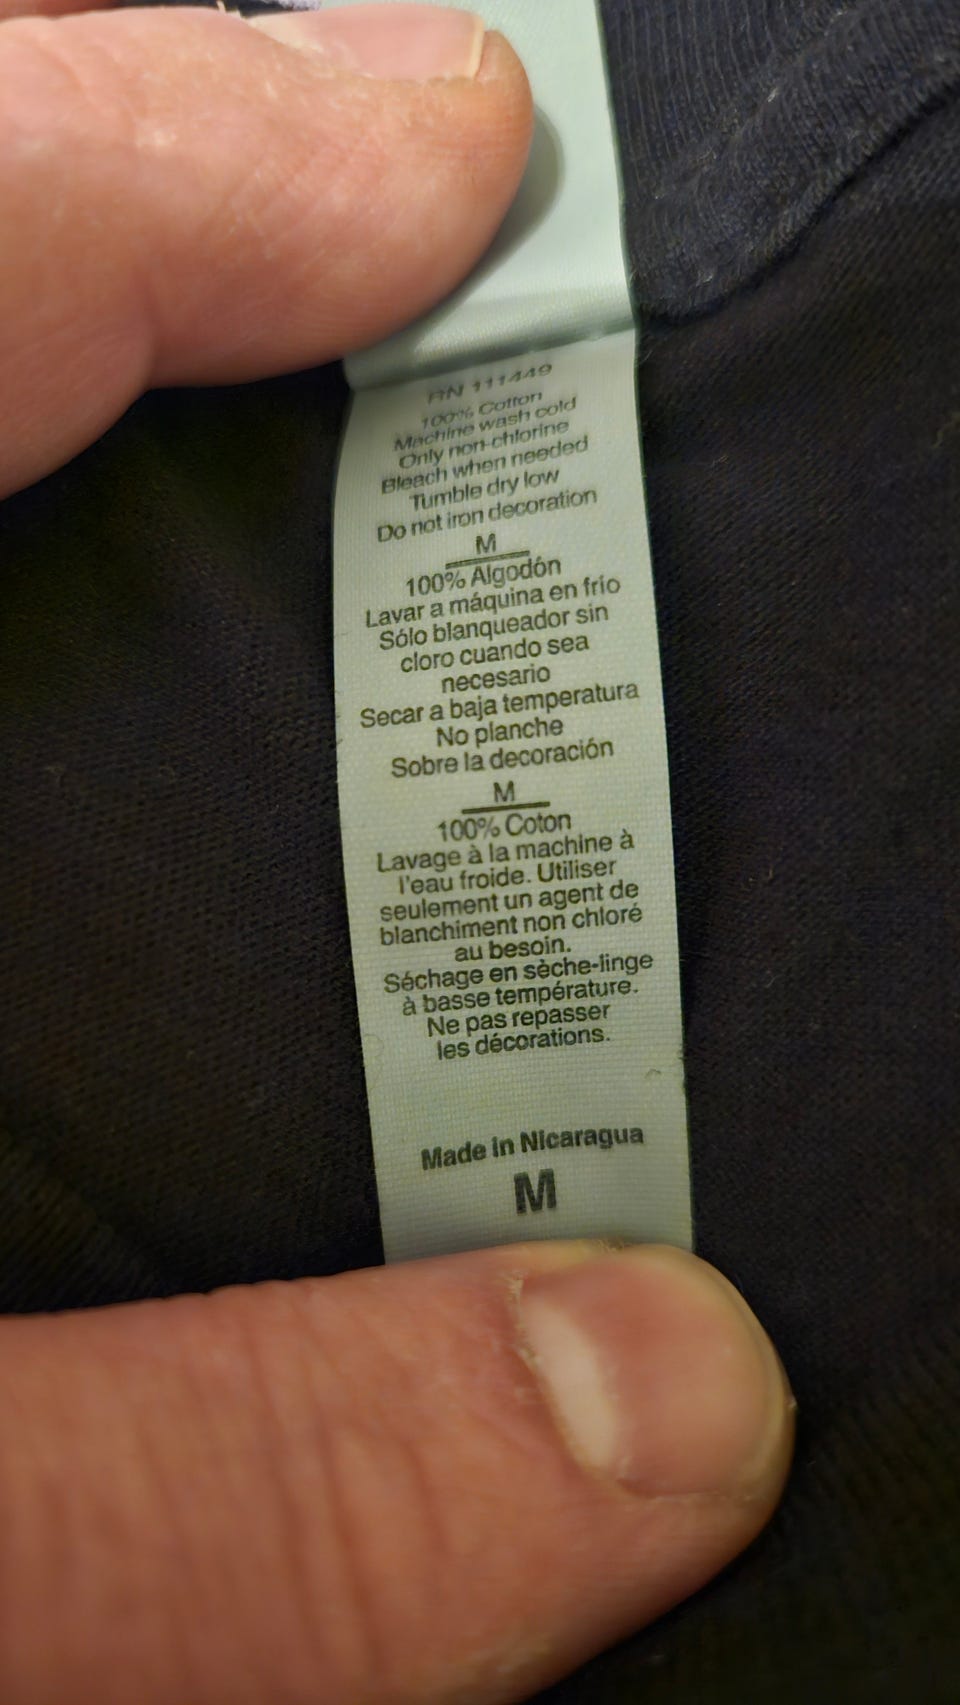 RN 111449
100% Cotton
Machine wash cold
Only non-chlorine
Bleach when needed
Tumble dry low
Do not iron decoration
M
100% Algodón
Lavar a máquina en frío
Sólo blanqueador sin
cloro cuando sea
necesario
Secar a baja temperatura
No planche
Sobre la decoración
M
100% Coton
Lavage à la machine à
l'eau froide. Utiliser
seulement un agent de
blanchiment non chloré
au besoin.
Séchage en sèche-linge
à basse température.
Ne pas repasser
les décorations.
Made in Nicaragua
M